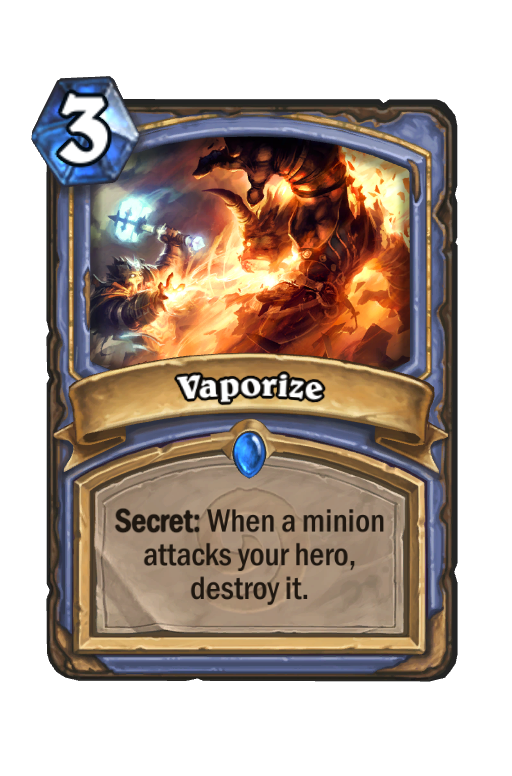 3
Vaporize
Secret: When a minion
attacks your hero,
destroy it.